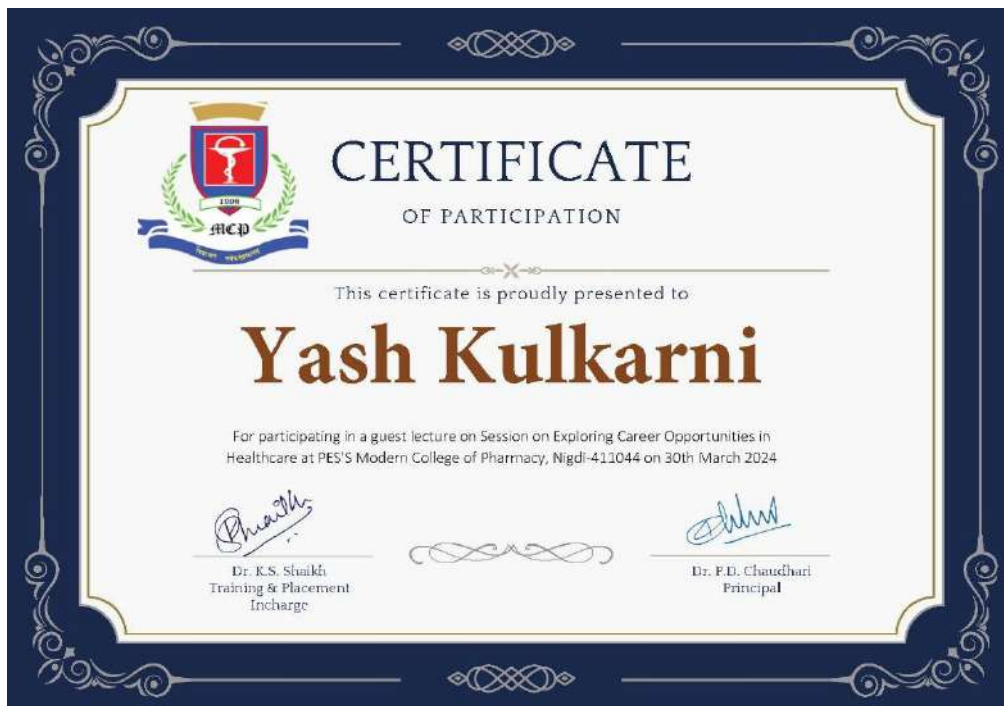 CERTIFICATE
OF PARTICIPATION
MCP
This certificate is proudly presented to
Yash Kulkarni
For participating in a guest lecture on Session on Exploring Career Opportunities in
Healthcare at PES'S Modern College of Pharmacy, Nigdi-411044 on 30th March 2024
Dr. K.S. Shaikh
Training & Placement
Incharge
Dr. P.D. Chaudhari
Principal